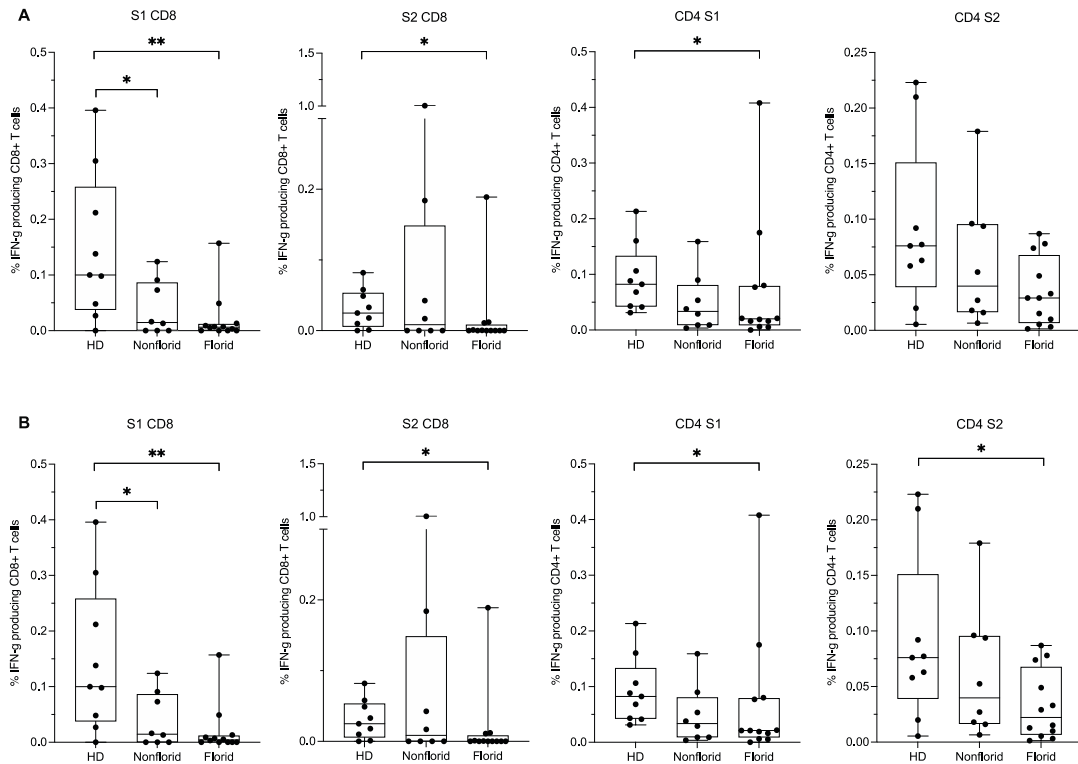 A
S1 CD8
S2 CD8
CD4 S1
CD4 S2
% IFN-g producing CD8+ T cells
0.5
0.4
0.3
0.2
0.1
0.0
**
*
HD
Nonflorid
Florid
% IFN-g producing CD8+ T cells
1.5
1.0
0.2
0.0
*
HD
Nonflorid
Florid
% IFN-g producing CD4+ T cells
0.5
0.4
0.3
0.2
0.1
0.0
*
HD
Nonflorid
Florid
% IFN-g producing CD4+ T cells
0.25
0.20
0.15
0.10
0.05
0.00
HD
Nonflorid
Florid
B
S1 CD8
S2 CD8
CD4 S1
CD4 S2
% IFN-g producing CD8+ T cells
0.5
0.4
0.3
0.2
0.1
0.0
**
*
HD
Nonflorid
Florid
% IFN-g producing CD8+ T cells
1.5
1.0
0.2
0.0
*
HD
Nonflorid
Florid
% IFN-g producing CD4+ T cells
0.5
0.4
0.3
0.2
0.1
0.0
*
HD
Nonflorid
Florid
% IFN-g producing CD4+ T cells
0.25
0.20
0.15
0.10
0.05
0.00
*
HD
Nonflorid
Florid